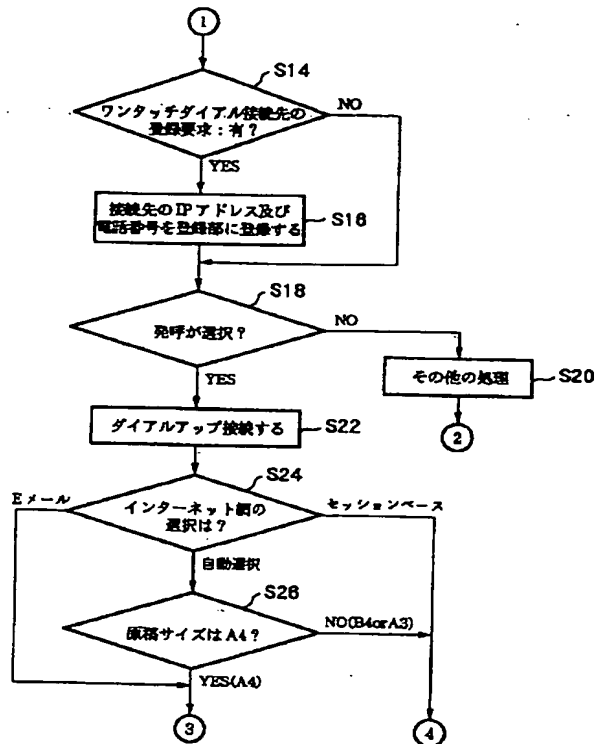 1
S14
ワンタッチダイアル接続先の
登録要求:有?
NO
YES
接続先のIPアドレス及び
電話番号を登録部に登録する
S16
S18
発呼が選択?
NO
YES
その他の処理
S20
2
ダイアルアップ接続する
S22
S24
Eメール
インターネット網の
選択は?
セッションベース
自動選択
S26
原稿サイズはA4?
NO(B4orA3)
YES(A4)
3
4